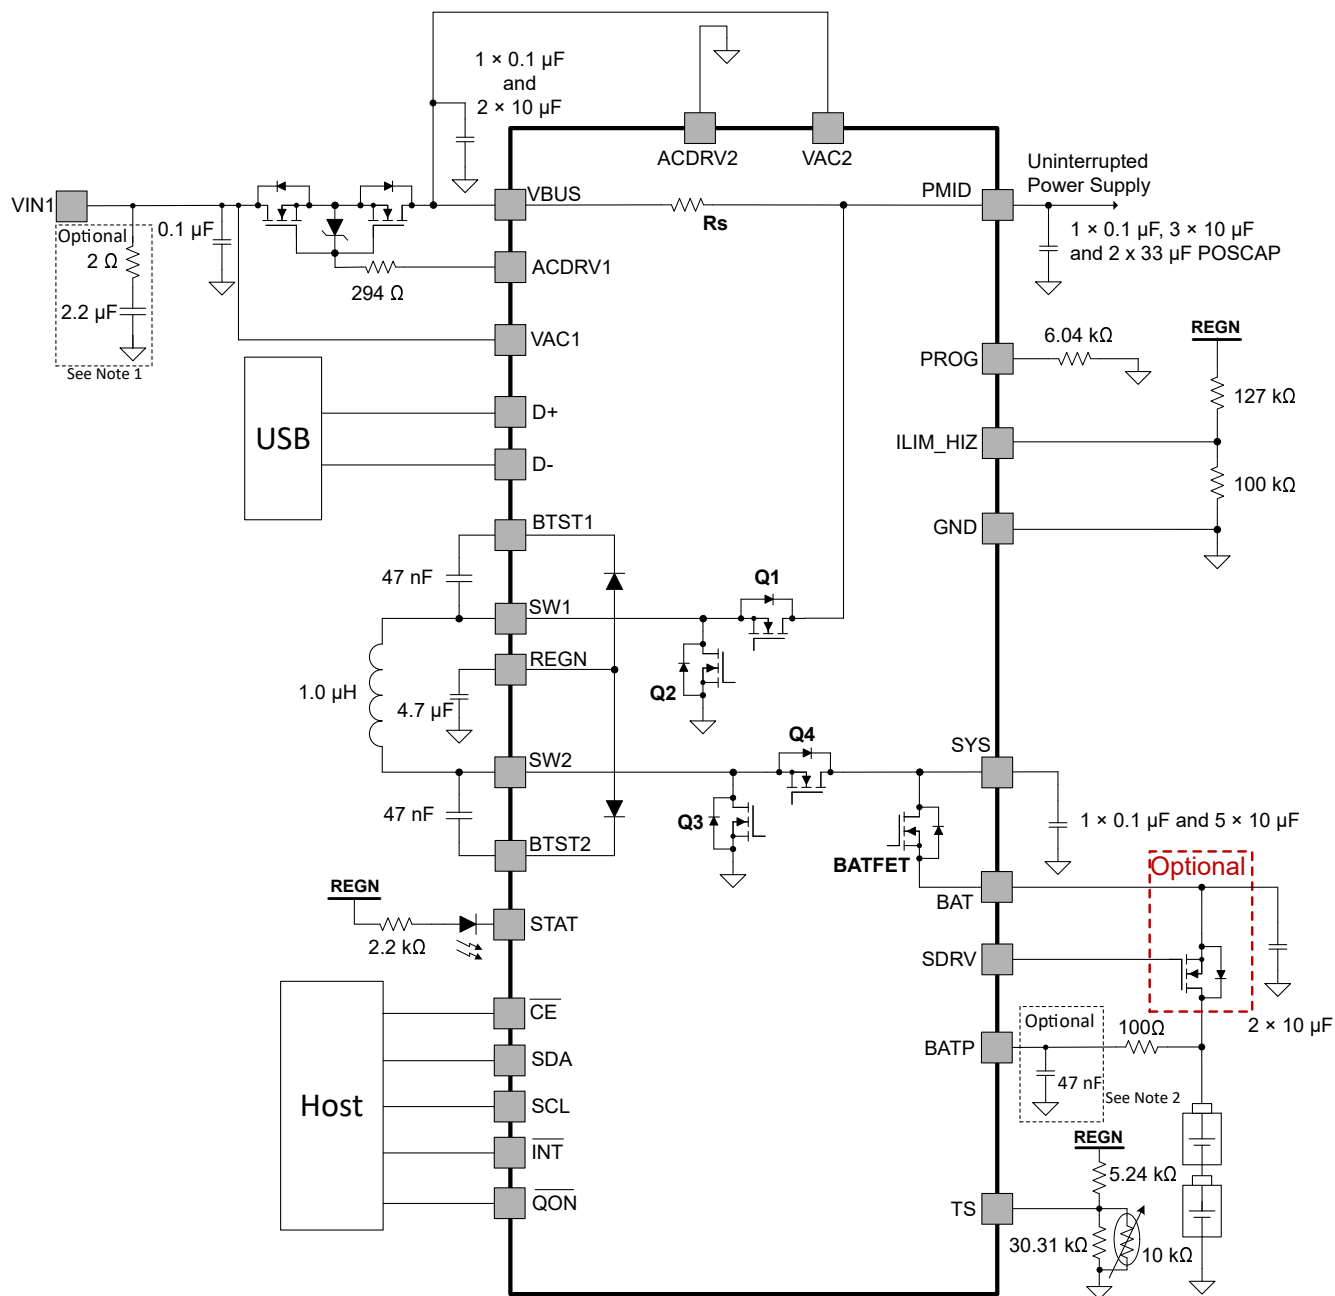 1 × 0.1 µF
and
2 × 10 µF
ACDRV2
VAC2
VIN1
VBUS
Rs
PMID
Uninterrupted
Power Supply
1 × 0.1 µF, 3 × 10 µF
and 2 x 33 µF POSCAP
Optional
2 Ω
2.2 µF
See Note 1
0.1 µF
294 Ω
ACDRV1
VAC1
PROG
6.04 kΩ
REGN
127 kΩ
ILIM_HIZ
100 kΩ
GND
USB
D+
D-
BTST1
47 nF
SW1
Q1
REGN
Q2
1.0 µH
4.7 µF
SW2
Q4
SYS
47 nF
Q3
1 × 0.1 µF and 5 × 10 µF
BTST2
BATFET
Optional
BAT
REGN
2.2 kΩ
STAT
SDRV
2 × 10 µF
Host
CE
SDA
SCL
INT
QON
BATP
Optional
47 nF
100Ω
See Note 2
REGN
5.24 kΩ
TS
30.31 kΩ
10 kΩ